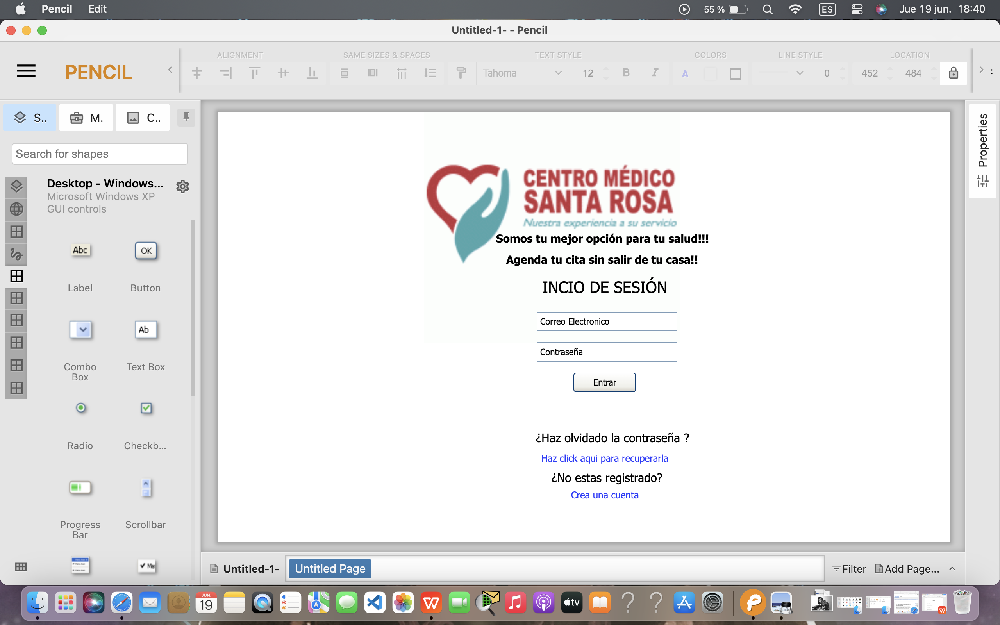 Pencil Edit 55 % ES Jue 19 jun. 18:40
Untitled-1- - Pencil
ALIGNMENT SAME SIZES & SPACES TEXT STYLE COLORS LINE STYLE LOCATION
PENCIL Tahoma 12 B I A 0 452 484 :
S.. M. C..
Properties
Search for shapes
Desktop - Windows...
Microsoft Windows XP
GUI controls
Abc OK
Label Button
Ab
Combo
Box
Text Box
Radio Checkb...
Progress
Bar
Scrollbar
CENTRO MÉDICO
SANTA ROSA
Nuestra experiencia a su servicio
Somos tu mejor opción para tu salud!!!
Agenda tu cita sin salir de tu casa!!
INCIO DE SESIÓN
Correo Electronico
Contraseña
Entrar
¿Haz olvidado la contraseña ?
Haz click aqui para recuperarla
¿No estas registrado?
Crea una cuenta
Untitled-1- Untitled Page Filter Add Page...
JUN.
19
tv